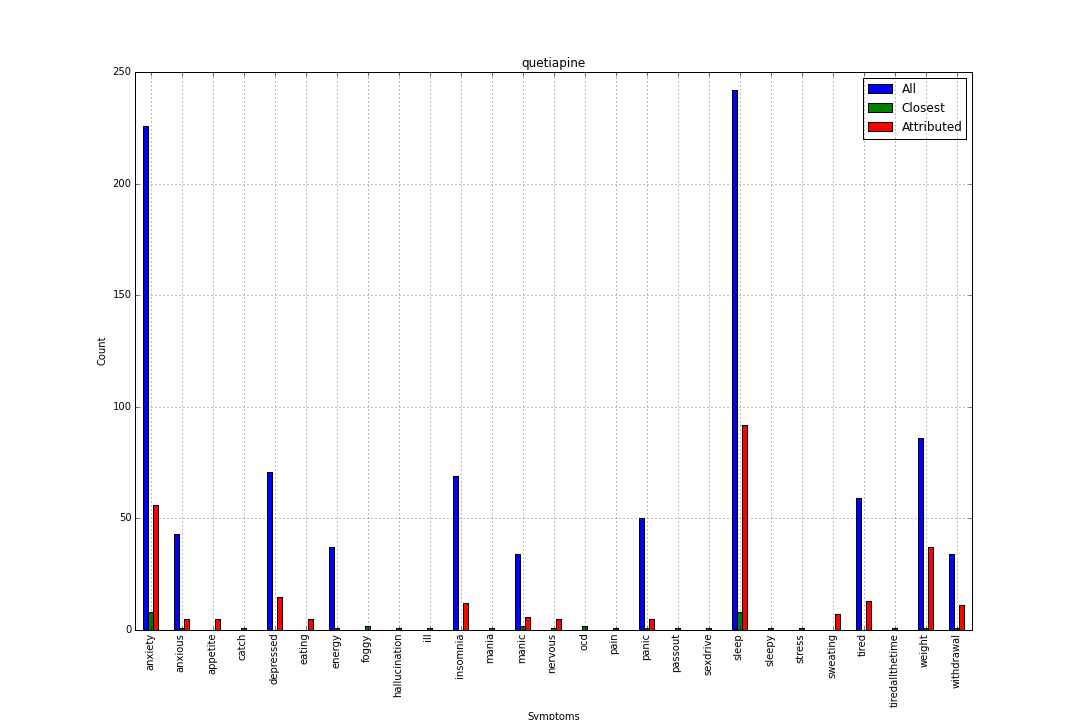 quetiapine
250
200
150
100
50
0
Count
All
Closest
Attributed
anxiety
anxious
appetite
catch
depressed
eating
energy
foggy
hallucination
ill
insomnia
mania
manic
nervous
ocd
pain
panic
passout
sexdrive
sleep
sleepy
stress
sweating
tired
tiredallthetime
weight
withdrawal
Symptoms